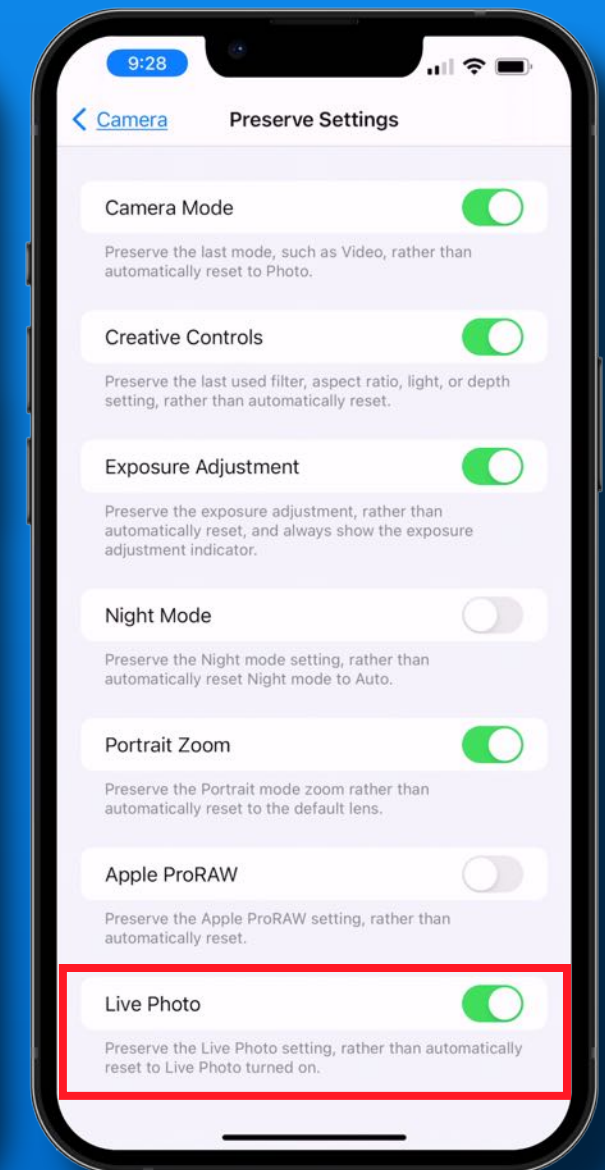 9:28
Camera
Preserve Settings
Camera Mode
Preserve the last mode, such as Video, rather than
automatically reset to Photo.
Creative Controls
Preserve the last used filter, aspect ratio, light, or depth
setting, rather than automatically reset.
Exposure Adjustment
Preserve the exposure adjustment, rather than
automatically reset, and always show the exposure
adjustment indicator.
Night Mode
Preserve the Night mode setting, rather than
automatically reset Night mode to Auto.
Portrait Zoom
Preserve the Portrait mode zoom rather than
automatically reset to the default lens.
Apple ProRAW
Preserve the Apple ProRAW setting, rather than
automatically reset.
Live Photo
Preserve the Live Photo setting, rather than automatically
reset to Live Photo turned on.